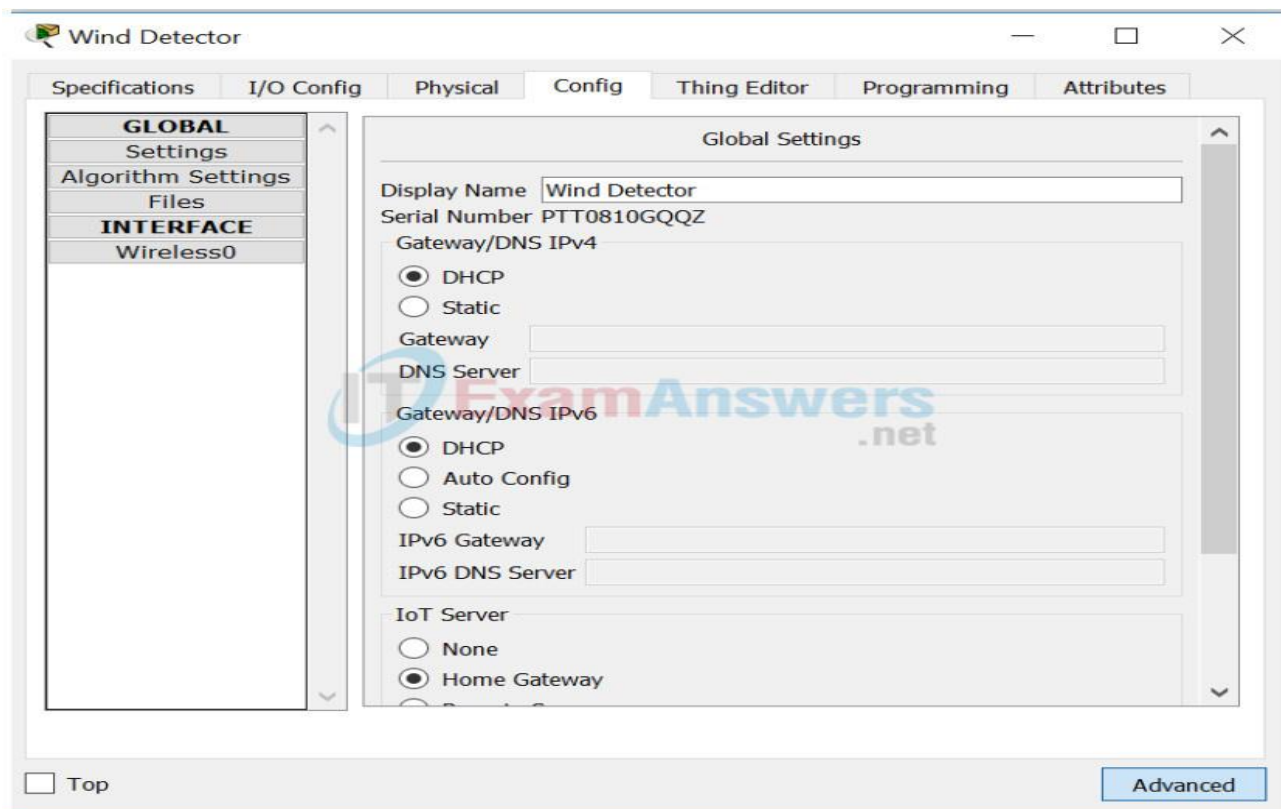 Wind Detector
Specifications I/O Config Physical Config Thing Editor Programming Attributes
GLOBAL
Settings
Algorithm Settings
Files
INTERFACE
Wireless0
Global Settings
Display Name Wind Detector
Serial Number PTT0810GQQZ
Gateway/DNS IPv4
DHCP
Static
Gateway
DNS Server
ITExamAnswers
.net
Gateway/DNS IPv6
DHCP
Auto Config
Static
IPv6 Gateway
IPv6 DNS Server
IoT Server
None
Home Gateway
Top
Advanced